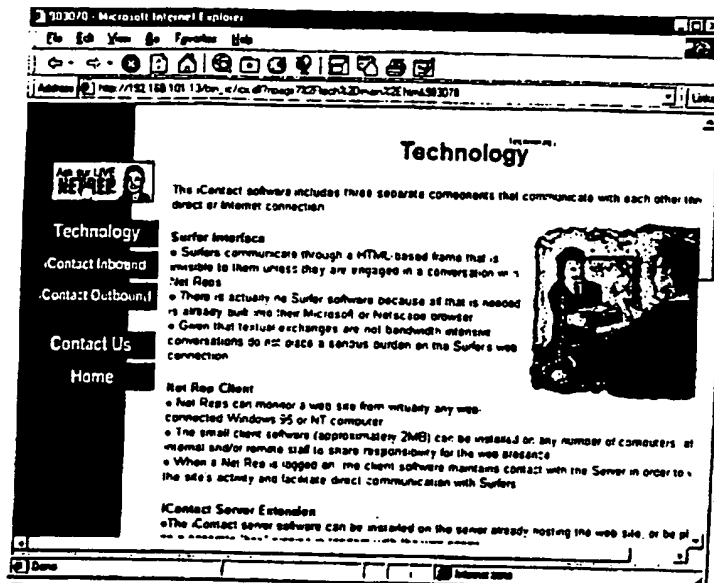 903070 - Microsoft Internet Explorer
File Edit View Go Favorites Help
Address
Links
Technology
Ask our LIVE
NETREP
The iContact software includes three separate components that communicate with each other
direct or Internet connection
Technology
iContact Inbound
iContact Outbound
Contact Us
Home
Surfer Interface
Surfers communicate through a HTML-based frame that is
invisible to them unless they are engaged in a conversation
Net Reps
There is actually no Surfer software because all that is needed
is already built into their Microsoft or Netscape browser
Given that textual exchanges are not bandwidth intensive
conversations do not place a serious burden on the Surfers web
connection
Net Rep Client
Net Reps can monitor a web site from virtually any web-
connected Windows 95 or NT computer
The small client software (approximately 2MB) can be installed on any number of computers
internal and/or remote staff to share responsibility for the web presence
When a Net Rep is logged on the client software maintains contact with the Server in order to
the site's activity and facilitate direct communication with Surfers
iContact Server Extension
The iContact server software can be installed on the server already hosting the web site, or be pl
Done
Internet zone